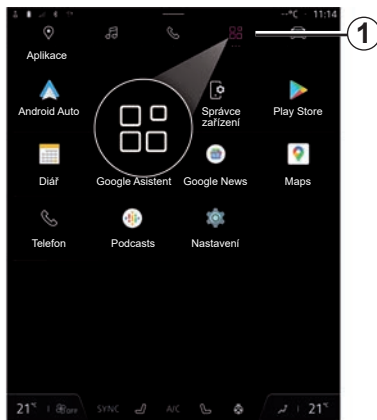 --°C 11:14
1
Aplikace
Android Auto
Správce
zařízení
Play Store
Diář
Google Asistent
Google News
Maps
Telefon
Podcasts
Nastavení
21°C
OFF
SYNC
A/C
21°C